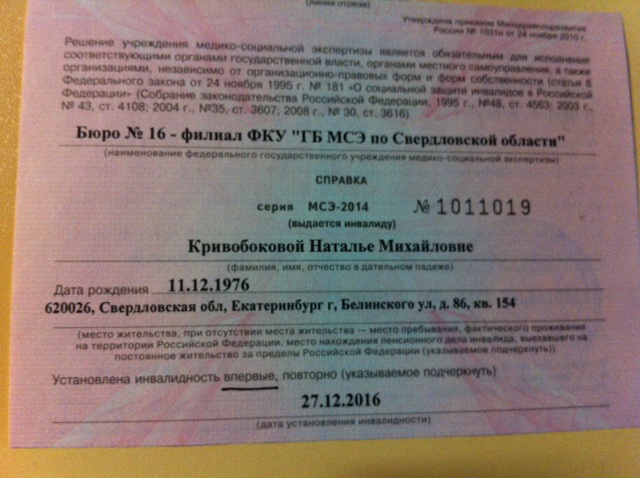 (линия отреза)
Утверждена приказом Минздравсоцразвития
России № 1031н от 24 ноября 2010 г.
Решение учреждения медико-социальной экспертизы является обязательным для исполнения
соответствующими органами государственной власти, органами местного самоуправления, а также
организациями, независимо от организационно-правовых форм и форм собственности (статья 8
Федерального закона от 24 ноября 1995 г. № 181 «О социальной защите инвалидов в Российской
Федерации» (Собрание законодательства Российской Федерации, 1995 г., №48, ст. 4563; 2003 г.,
№ 43, ст. 4108; 2004 г., №35, ст. 3607; 2008 г., № 30, ст. 3616)
Бюро № 16 - филиал ФКУ "ГБ МСЭ по Свердловской области"
(наименование федерального государственного учреждения медико-социальной экспертизы)
СПРАВКА
серия МСЭ-2014 № 1011019
(выдается инвалиду)
Кривобоковой Наталье Михайловне
(фамилия, имя, отчество в дательном падеже)
Дата рождения 11.12.1976
620026, Свердловская обл, Екатеринбург г, Белинского ул, д. 86, кв. 154
(место жительства, при отсутствии места жительства — место пребывания, фактического проживания
на территории Российской Федерации, место нахождения пенсионного дела инвалида, выехавшего на
постоянное жительство за пределы Российской Федерации (указываемое подчеркнуть))
Установлена инвалидность впервые, повторно (указываемое подчеркнуть)
27.12.2016
(дата установления инвалидности)